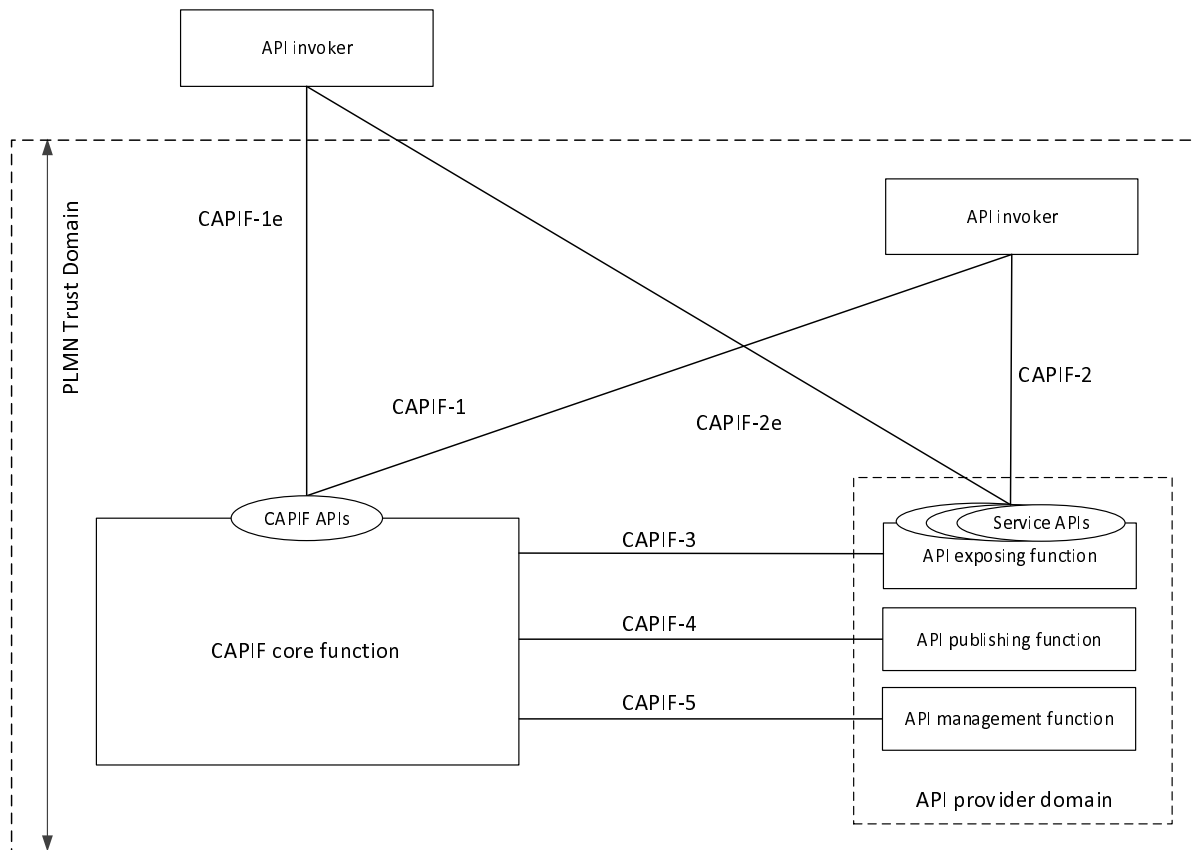 API invoker
CAPIF-1e
API invoker
PLMN Trust Domain
CAPIF-2
CAPIF-1
CAPIF-2e
CAPIF APIs
Service APIs
CAPIF-3
API exposing function
CAPIF-4
API publishing function
CAPIF core function
CAPIF-5
API management function
API provider domain